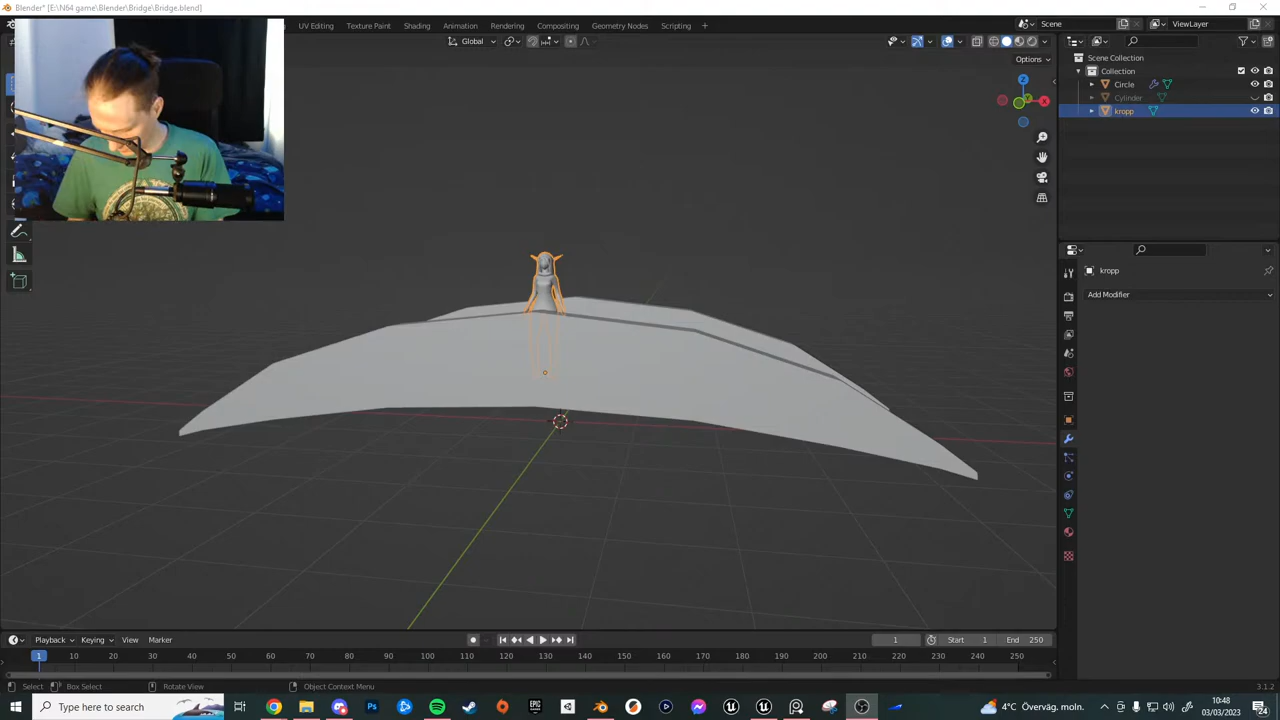 Blender* [E:\N64 game\Blender\Bridge\Bridge.blend]
UV Editing Texture Paint Shading Animation Rendering Compositing Geometry Nodes Scripting Scene ViewLayer
Global
Options
Scene Collection
Collection
Circle
Cylinder
kropp
Z
X
kropp
Add Modifier
Playback Keying View Marker 1 Start 1 End 250
1 10 20 30 40 50 60 70 80 90 100 110 120 130 140 150 160 170 180 190 200 210 220 230 240 250
Select Box Select Rotate View Object Context Menu 3.1.2
Type here to search 4°C Överväg. moln. 10:48
03/03/2023